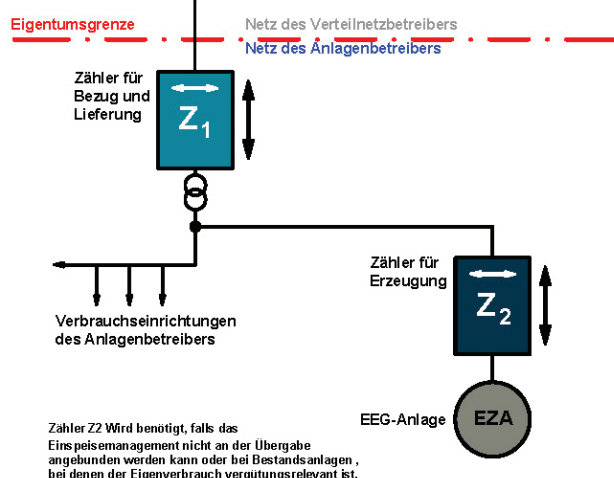 Eigentumsgrenze
Netz des Verteilnetzbetreibers
Netz des Anlagenbetreibers
Zähler für
Bezug und
Lieferung
Z1
Zähler für
Erzeugung
Z2
Verbrauchseinrichtungen
des Anlagenbetreibers
EEG-Anlage
EZA
Zähler Z2 Wird benötigt, falls das
Einspeisemanagement nicht an der Übergabe
angebunden werden kann oder bei Bestandsanlagen ,
bei denen der Eigenverbrauch vergütungsrelevant ist.